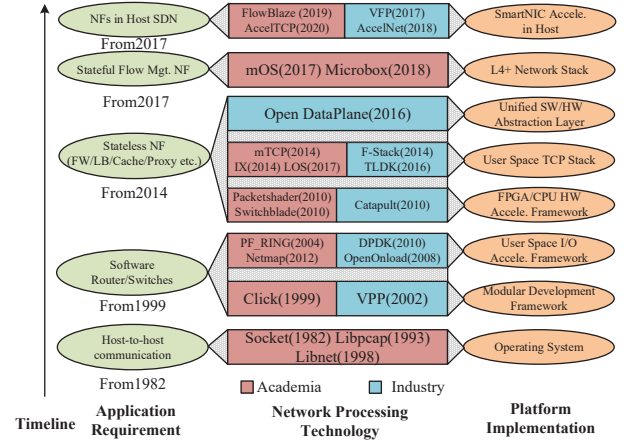 NFs in Host SDN
From2017
FlowBlaze (2019)
AccelTCP(2020)
VFP(2017)
AccelNet(2018)
SmartNIC Accele.
in Host
Stateful Flow Mgt. NF
From2017
mOS(2017) Microbox(2018)
L4+ Network Stack
Stateless NF
(FW/LB/Cache/Proxy etc.)
From2014
Open DataPlane(2016)
Unified SW/HW
Abstraction Layer
mTCP(2014)
IX(2014) LOS(2017)
F-Stack(2014)
TLDK(2016)
User Space TCP Stack
Packetshader(2010)
Switchblade(2010)
Catapult(2010)
FPGA/CPU HW
Accele. Framework
Software
Router/Switches
From1999
PF_RING(2004)
Netmap(2012)
DPDK(2010)
OpenOnload(2008)
User Space I/O
Accele. Framework
Click(1999)
VPP(2002)
Modular Development
Framework
Host-to-host
communication
From1982
Socket(1982) Libpcap(1993)
Libnet(1998)
Operating System
Academia
Industry
Timeline
Application
Requirement
Network Processing
Technology
Platform
Implementation